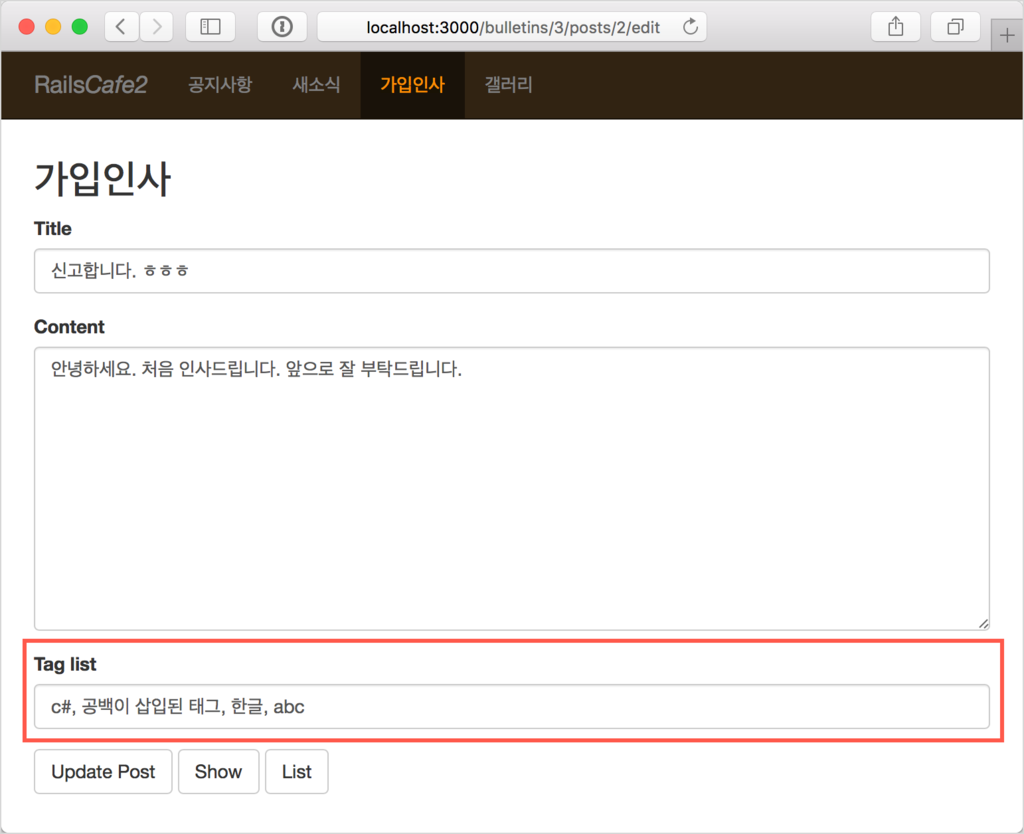 localhost:3000/bulletins/3/posts/2/edit
RailsCafe2 공지사항 새소식 가입인사 갤러리
가입인사
Title
신고합니다. ㅎㅎㅎ
Content
안녕하세요. 처음 인사드립니다. 앞으로 잘 부탁드립니다.
Tag list
c#, 공백이 삽입된 태그, 한글, abc
Update Post Show List